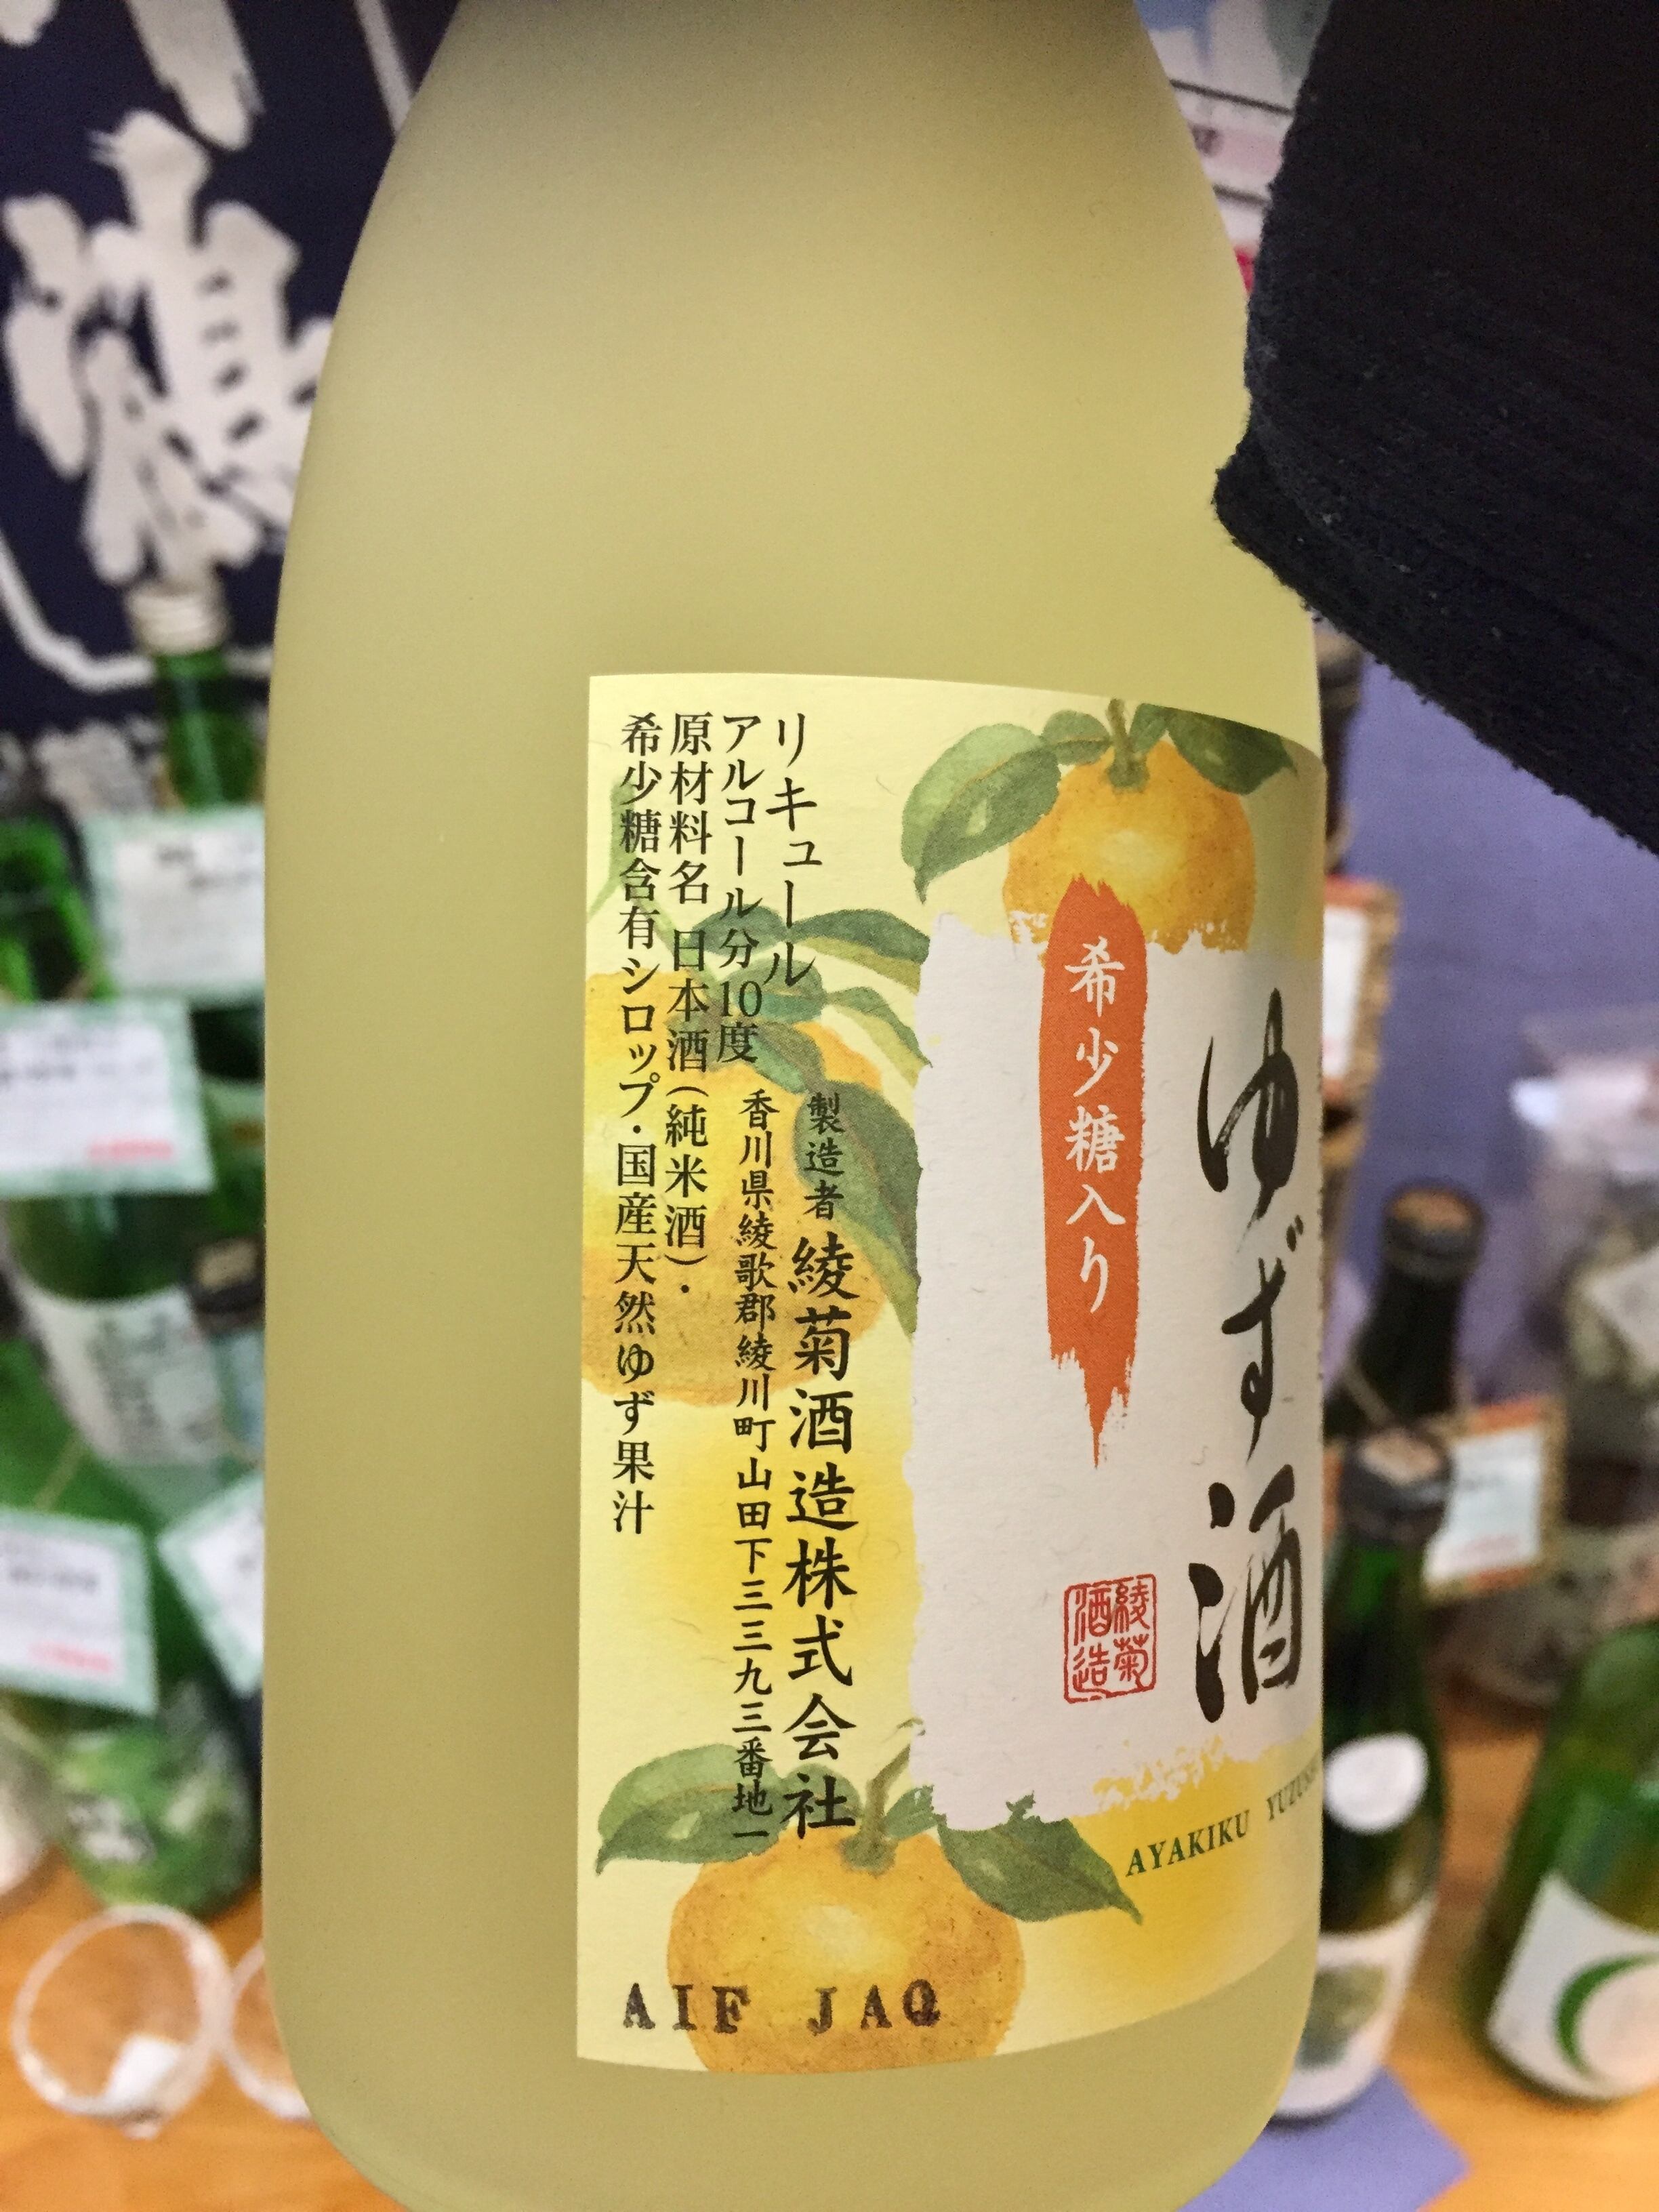 ゆず酒
希少糖入り
綾菊
酒造
AYAKIKU
リキュール
アルコール分10度
原材料名 日本酒(純米酒)・
希少糖含有シロップ・国産天然ゆず果汁
製造者 綾菊酒造株式会社
香川県綾歌郡綾川町山田下三三九三番地一
AIF JAQ